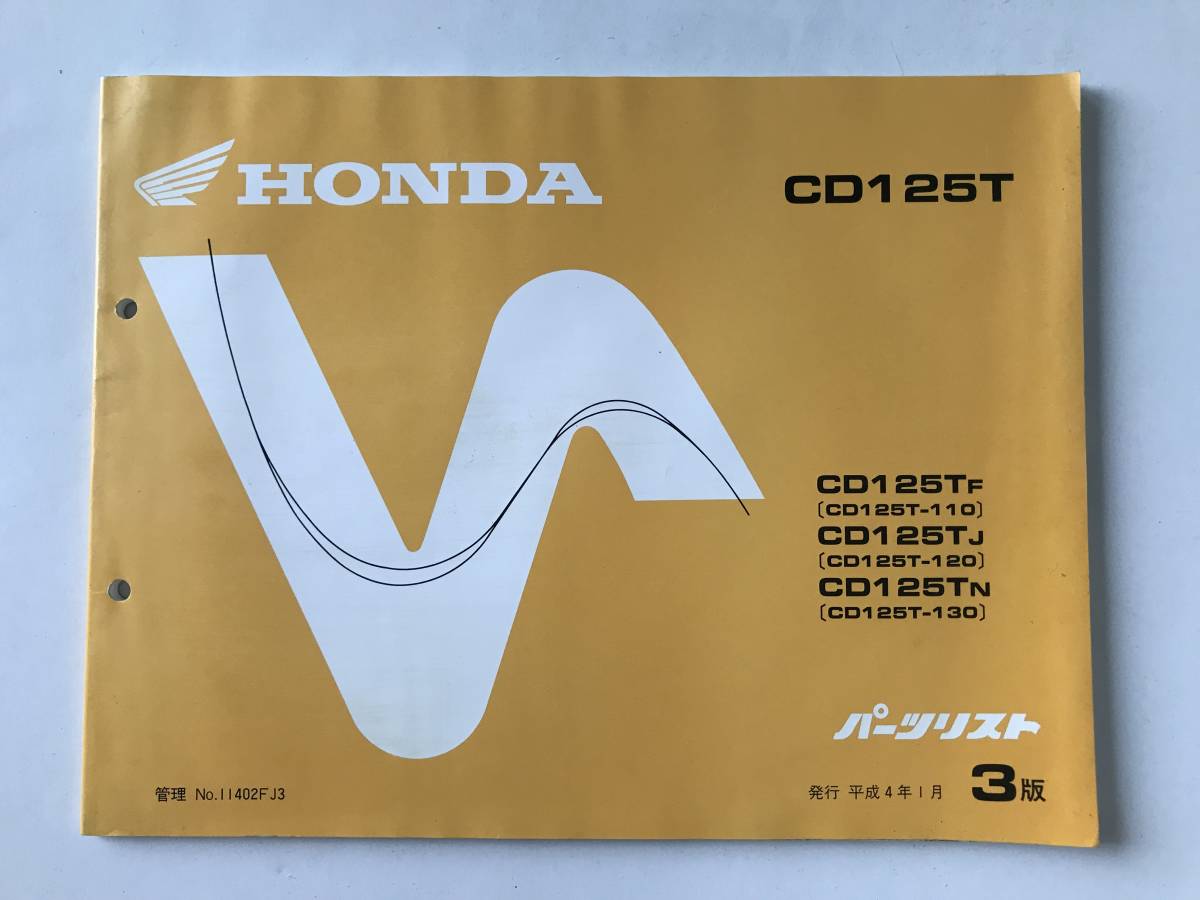 HONDA
CD125T
CD125TF
〔CD125T-110〕
CD125TJ
〔CD125T-120〕
CD125TN
〔CD125T-130〕
パーツリスト
管理 No.11402FJ3
発行 平成4年1月 3版